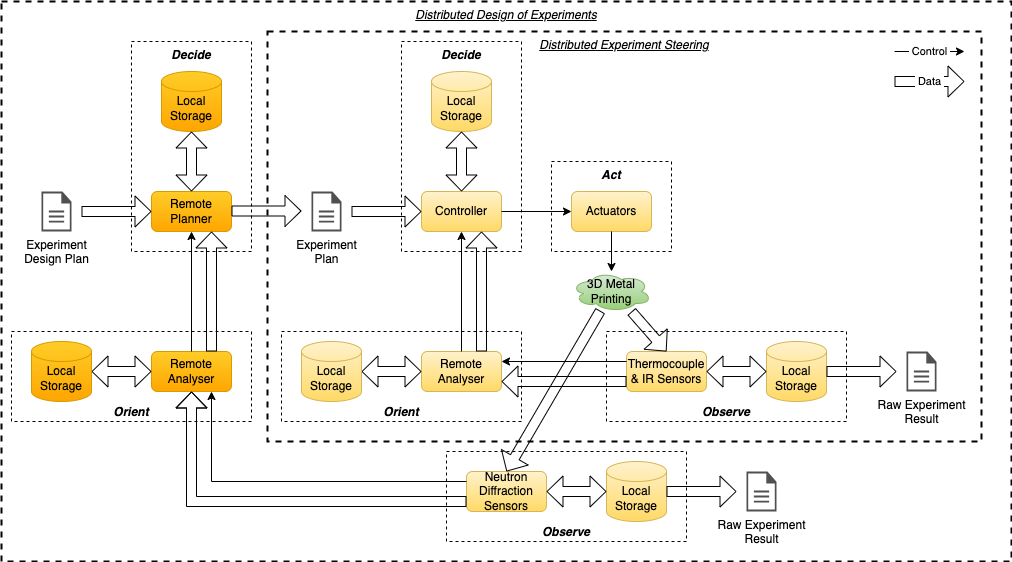 Distributed Design of Experiments
Distributed Experiment Steering
Control
Data
Decide
Local
Storage
Remote
Planner
Experiment
Design Plan
Decide
Local
Storage
Experiment
Plan
Controller
Act
Actuators
3D Metal
Printing
Local
Storage
Remote
Analyser
Orient
Local
Storage
Remote
Analyser
Orient
Thermocouple
& IR Sensors
Local
Storage
Observe
Raw Experiment
Result
Neutron
Diffraction
Sensors
Local
Storage
Observe
Raw Experiment
Result